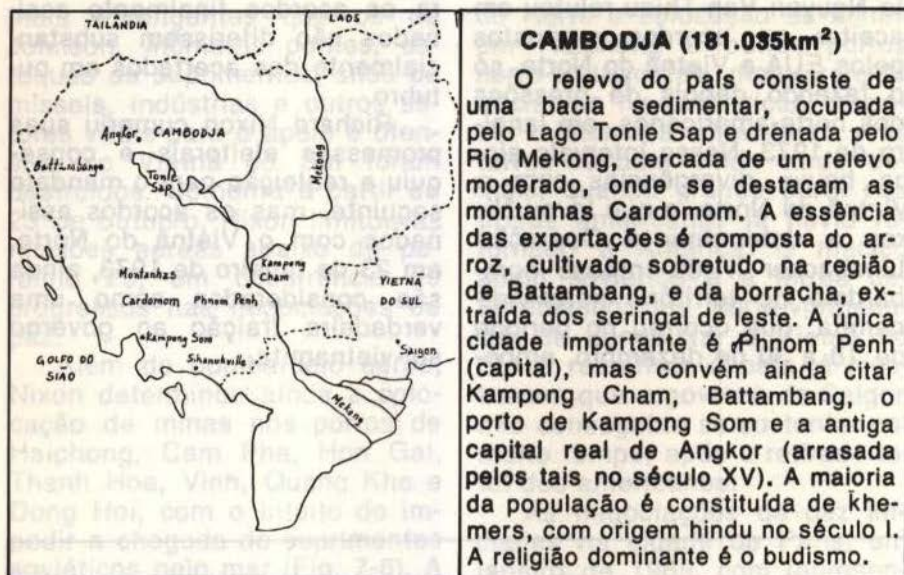 TAILÂNDIA
LAOS
Angkor
CAMBODJA
Battambang
Tonle
Sap
Mekong
Kampong
Cham
VIETNÃ
DO SUL
Montanhas
Cardomom
Phnom Penh
Kampong Som
Sihanukville
Saigon
GOLFO DO
SIÃO
Mekong
CAMBODJA (181.035km²)
O relevo do país consiste de
uma bacia sedimentar, ocupada
pelo Lago Tonle Sap e drenada pelo
Rio Mekong, cercada de um relevo
moderado, onde se destacam as
montanhas Cardomom. A essência
das exportações é composta do ar-
roz, cultivado sobretudo na região
de Battambang, e da borracha, ex-
traída dos seringal de leste. A única
cidade importante é Phnom Penh
(capital), mas convém ainda citar
Kampong Cham, Battambang, o
porto de Kampong Som e a antiga
capital real de Angkor (arrasada
pelos tais no século XV). A maioria
da população é constituída de khe-
mers, com origem hindu no século I.
A religião dominante é o budismo.